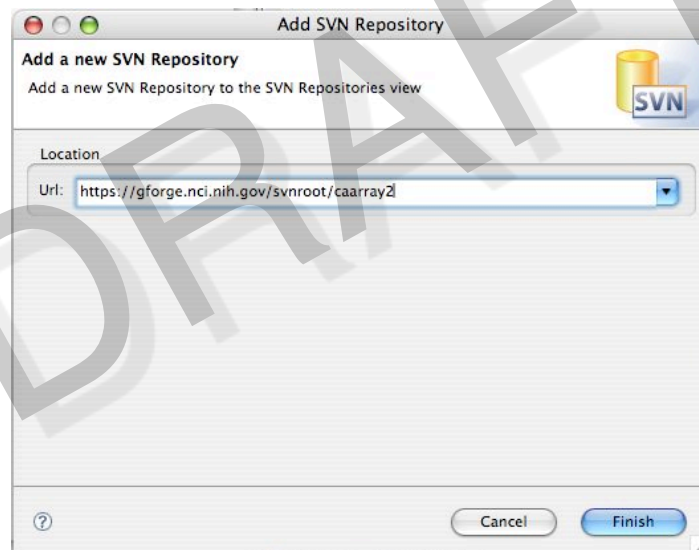 Add SVN Repository
Add a new SVN Repository
Add a new SVN Repository to the SVN Repositories view
SVN
Location
Url: https://gforge.nci.nih.gov/svnroot/caarray2
?
Cancel
Finish
DRAF